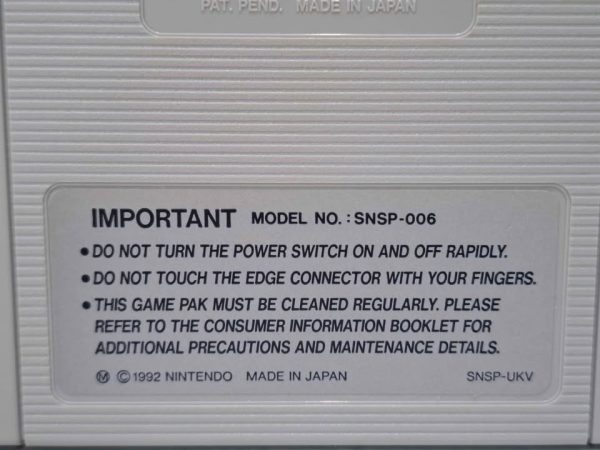 PAT. PEND. MADE IN JAPAN
IMPORTANT MODEL NO. : SNSP-006
• DO NOT TURN THE POWER SWITCH ON AND OFF RAPIDLY.
• DO NOT TOUCH THE EDGE CONNECTOR WITH YOUR FINGERS.
• THIS GAME PAK MUST BE CLEANED REGULARLY. PLEASE
REFER TO THE CONSUMER INFORMATION BOOKLET FOR
ADDITIONAL PRECAUTIONS AND MAINTENANCE DETAILS.
Ⓜ ©1992 NINTENDO MADE IN JAPAN SNSP-UKV